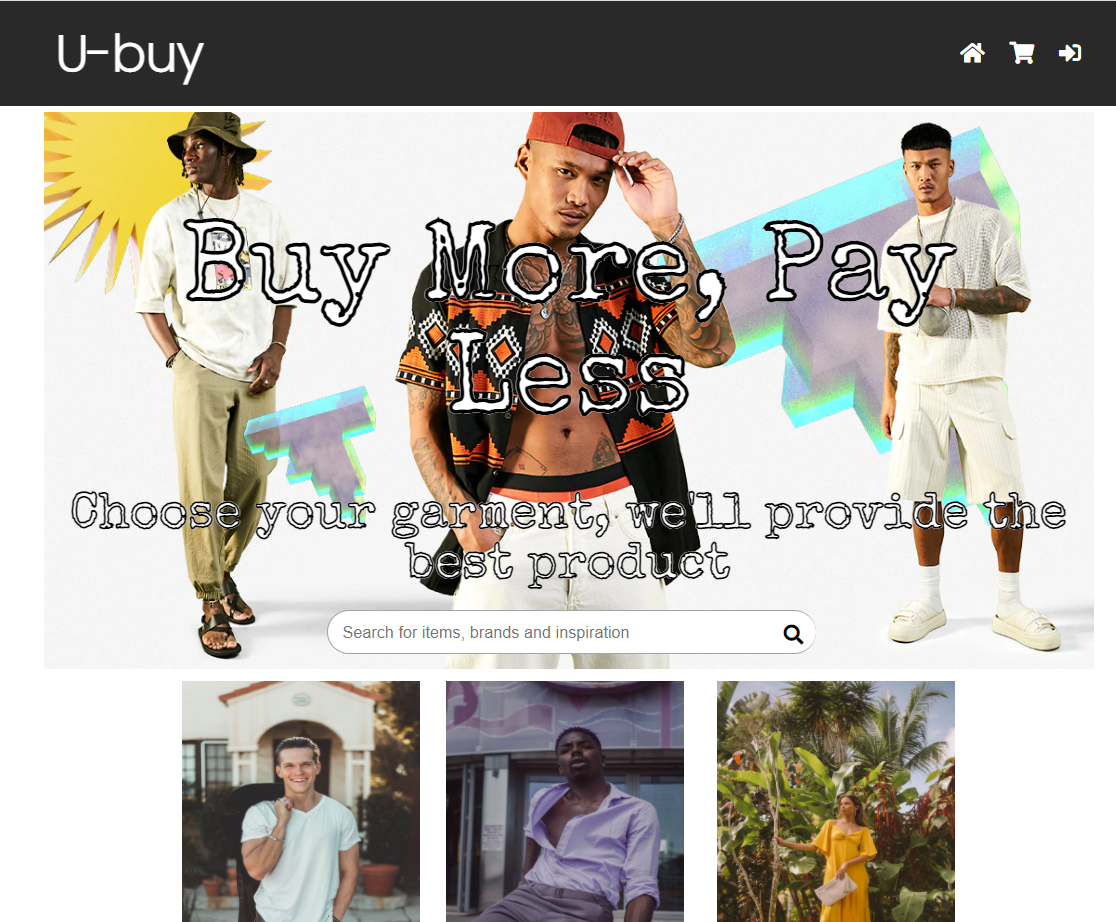 U-buy
Buy More, Pay
Less
Choose your garment, we'll provide the
best product
Search for items, brands and inspiration